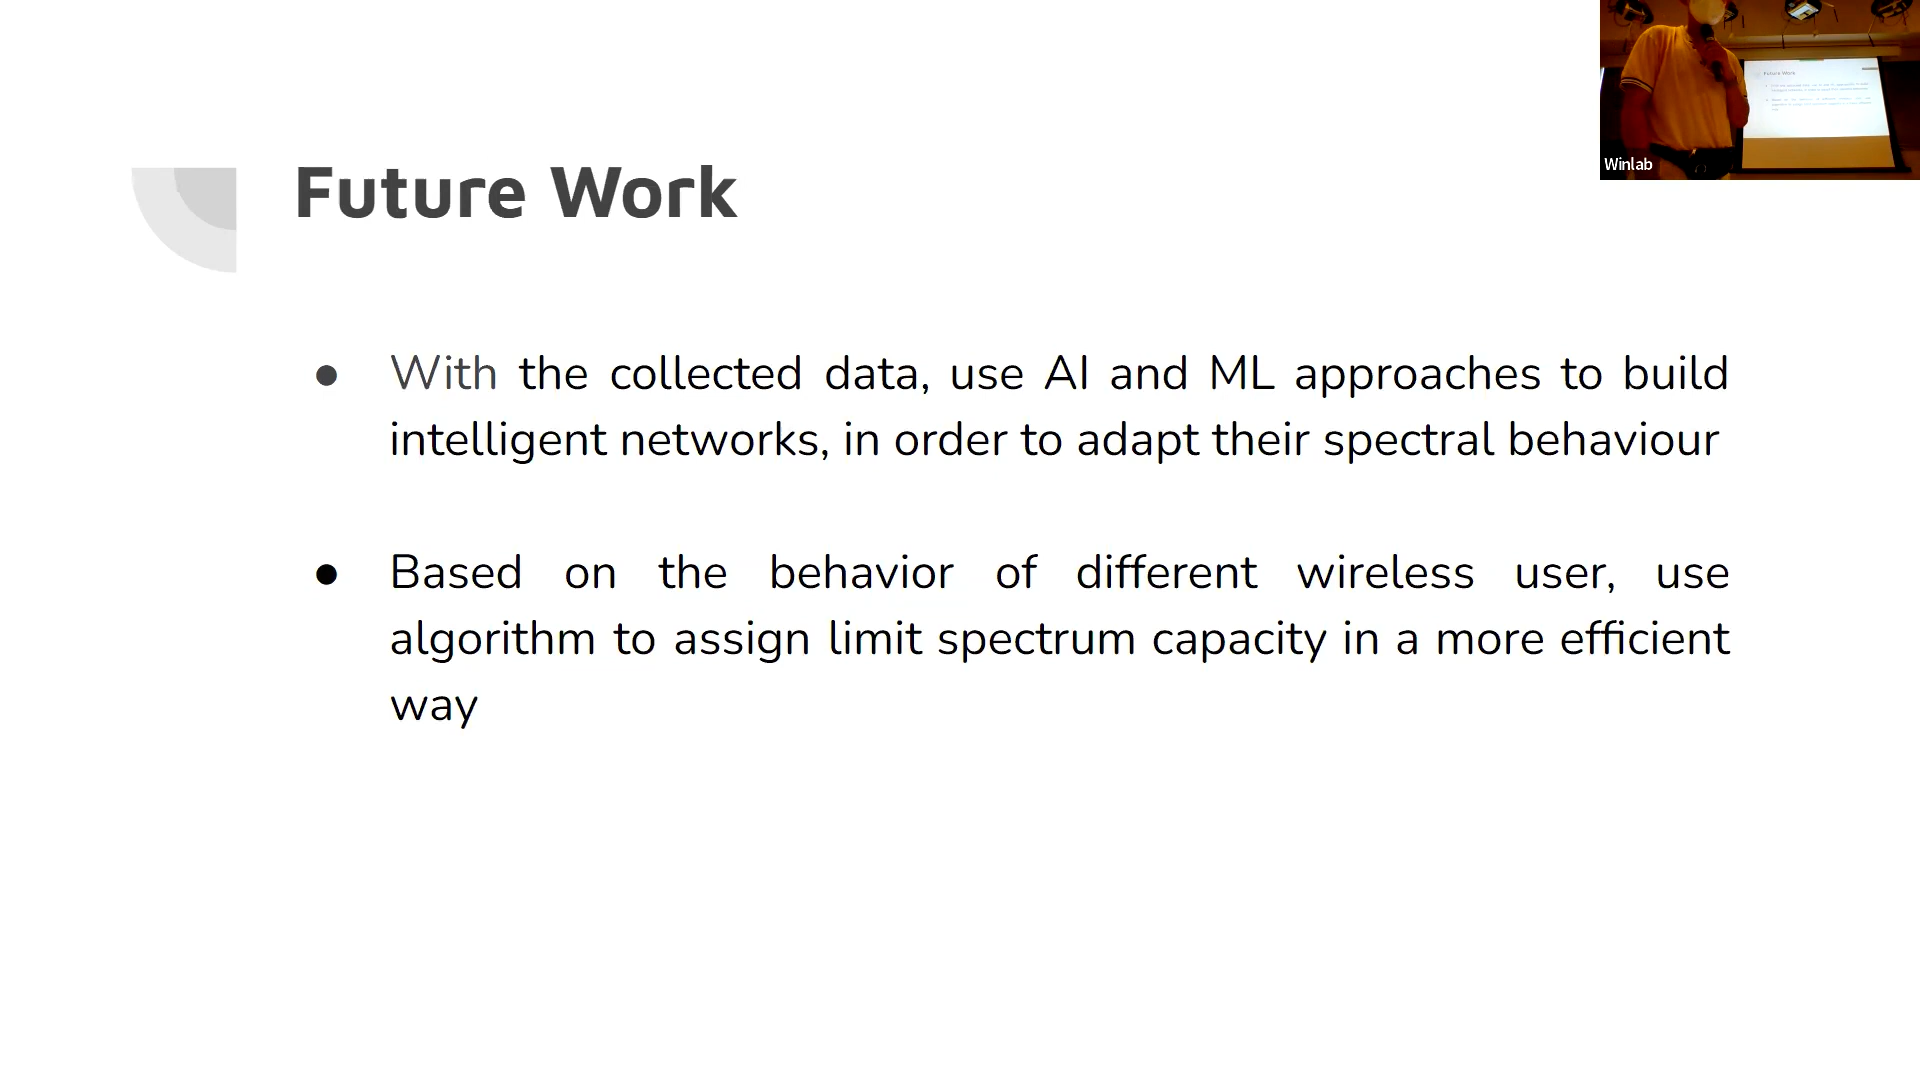 Future Work
Winlab
● With the collected data, use AI and ML approaches to build
intelligent networks, in order to adapt their spectral behaviour
● Based on the behavior of different wireless user, use
algorithm to assign limit spectrum capacity in a more efficient
way
Future Work